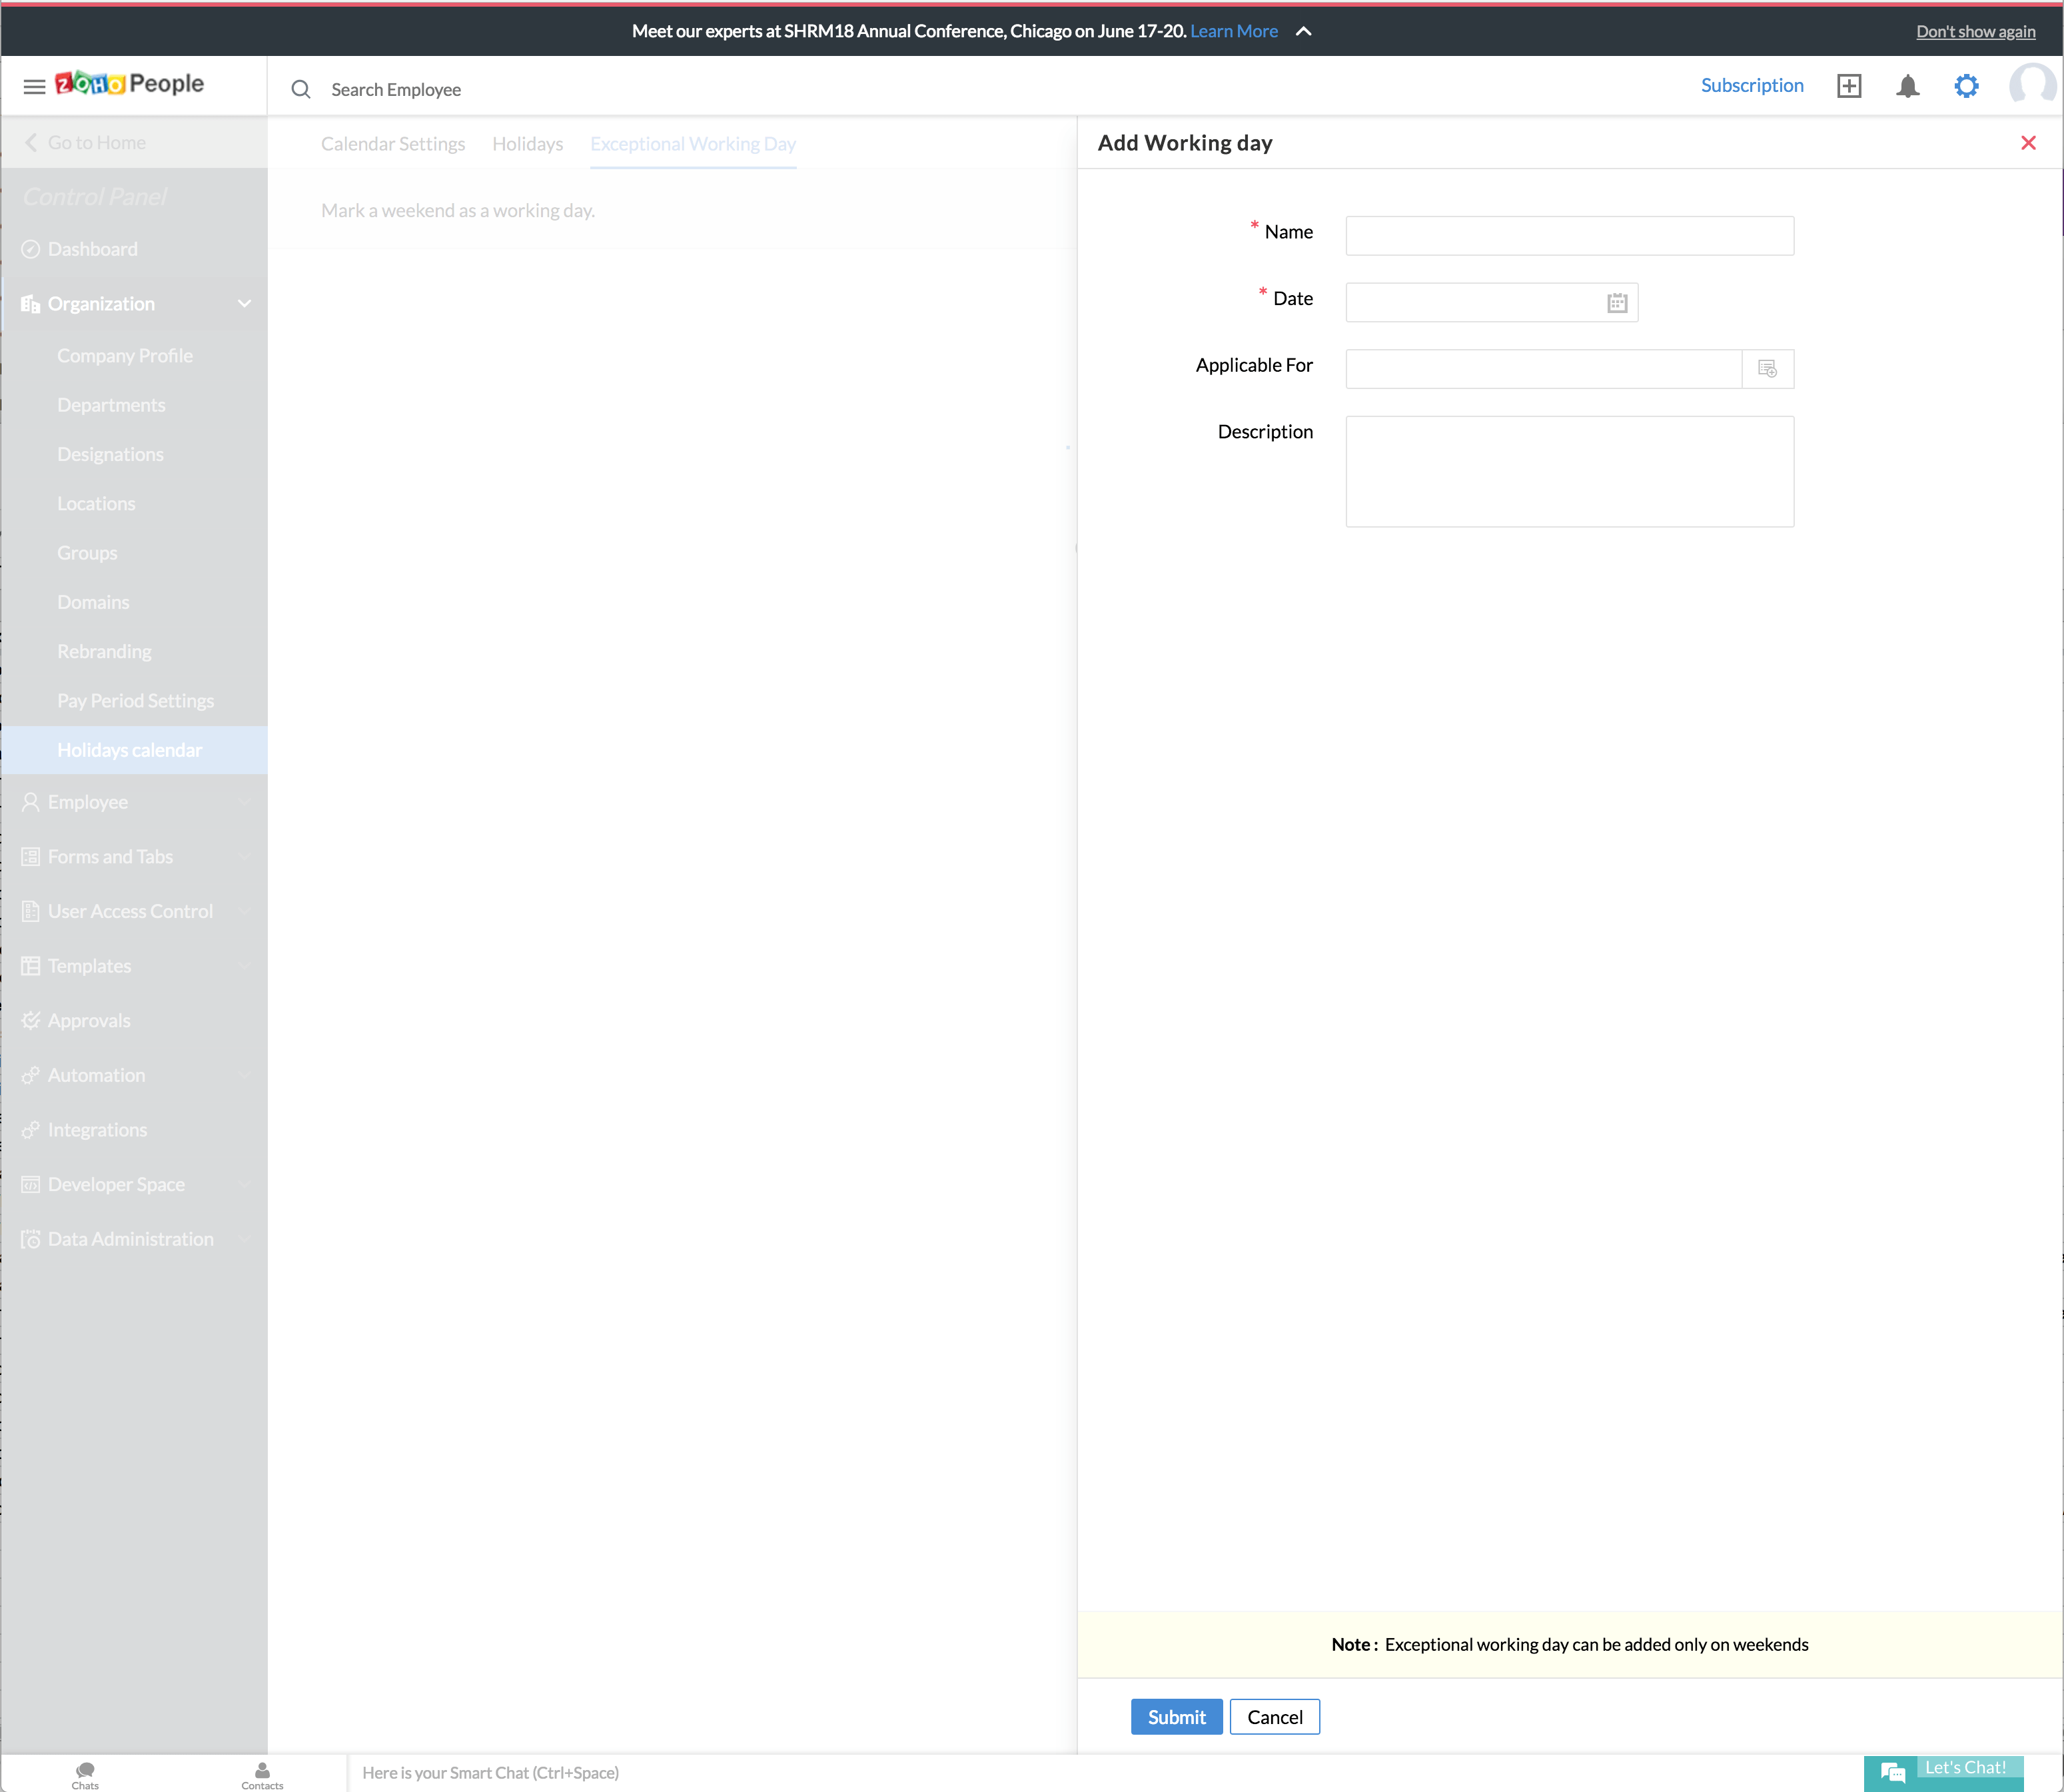 Meet our experts at SHRM18 Annual Conference, Chicago on June 17-20. Learn More
Don't show again
ZOHO People
Search Employee
Subscription
Go to Home
Calendar Settings Holidays Exceptional Working Day
Add Working day
Control Panel
Mark a weekend as a working day.
Dashboard
Organization
Company Profile
Departments
Designations
Locations
Groups
Domains
Rebranding
Pay Period Settings
Holidays calendar
Employee
Forms and Tabs
User Access Control
Templates
Approvals
Automation
Integrations
Developer Space
Data Administration
* Name
* Date
Applicable For
Description
Note : Exceptional working day can be added only on weekends
Submit Cancel
Chats
Contacts
Here is your Smart Chat (Ctrl+Space)
Let's Chat!